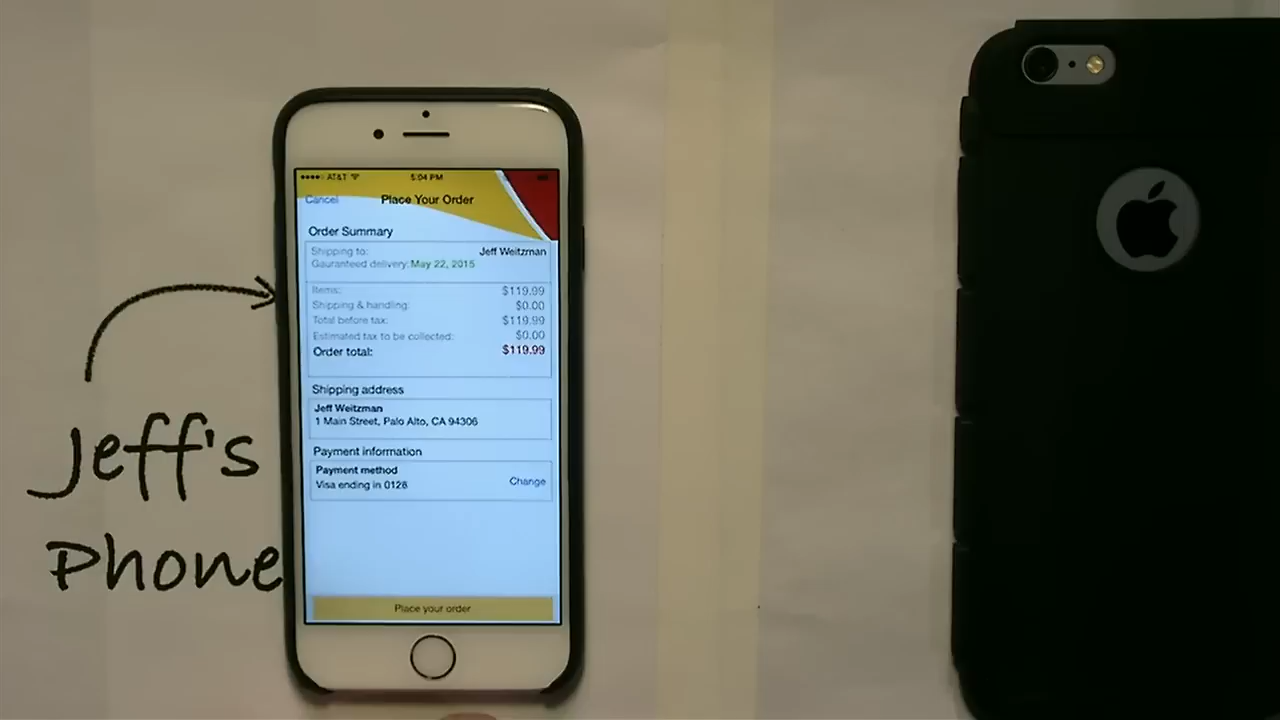 AT&T 5:04 PM
Cancel Place Your Order
Order Summary
Shipping to: Jeff Weitzman
Gauranteed delivery: May 22, 2015
Items: $119.99
Shipping & handling: $0.00
Total before tax: $119.99
Estimated tax to be collected: $0.00
Order total: $119.99
Shipping address
Jeff Weitzman
1 Main Street, Palo Alto, CA 94306
Payment information
Payment method
Visa ending in 0126 Change
Place your order
Jeff's
Phone